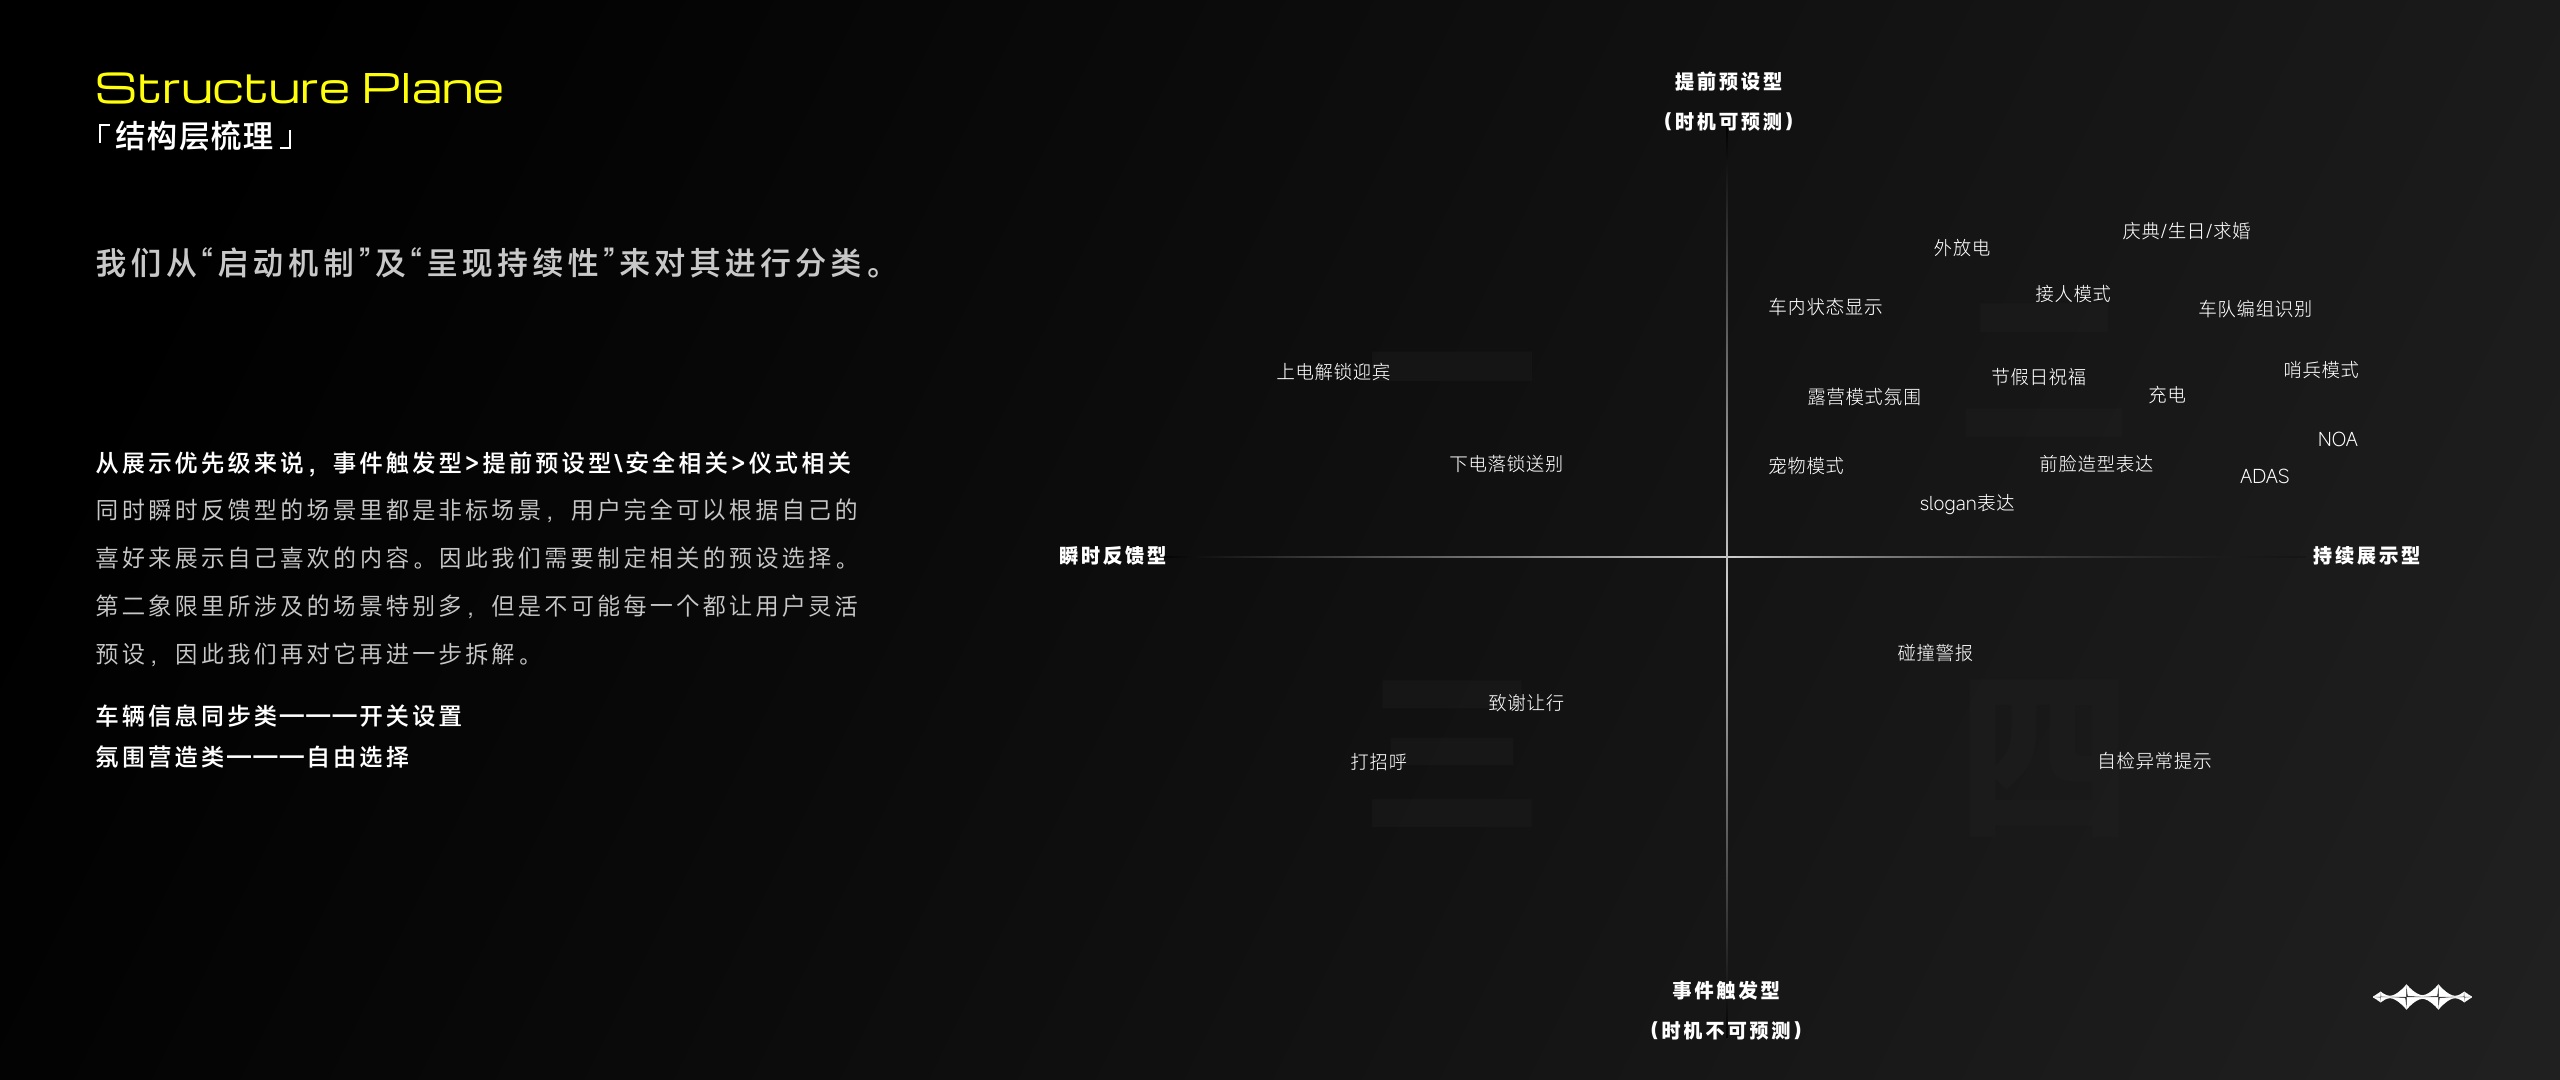 Structure Plane
「结构层梳理」
我们从“启动机制”及“呈现持续性”来对其进行分类。
从展示优先级来说，事件触发型>提前预设型\安全相关>仪式相关
同时瞬时反馈型的场景里都是非标场景，用户完全可以根据自己的
喜好来展示自己喜欢的内容。因此我们需要制定相关的预设选择。
第二象限里所涉及的场景特别多，但是不可能每一个都让用户灵活
预设，因此我们再对它再进一步拆解。
车辆信息同步类———开关设置
氛围营造类———自由选择
提前预设型
（时机可预测）
庆典/生日/求婚
外放电
接人模式
车内状态显示
车队编组识别
上电解锁迎宾
一
二
哨兵模式
节假日祝福
充电
露营模式氛围
NOA
下电落锁送别
宠物模式
前脸造型表达
ADAS
slogan表达
瞬时反馈型
持续展示型
碰撞警报
致谢让行
三
四
打招呼
自检异常提示
事件触发型
（时机不可预测）